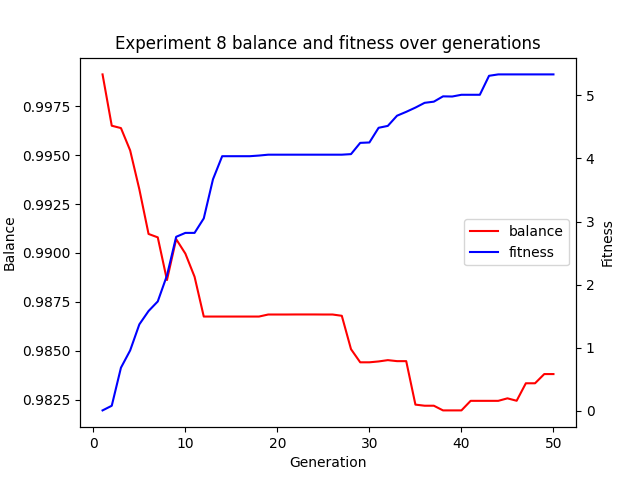 Experiment 8 balance and fitness over generations
Balance
0.9975
0.9950
0.9925
0.9900
0.9875
0.9850
0.9825
balance
fitness
5
4
3
2
1
0
Fitness
0 10 20 30 40 50
Generation